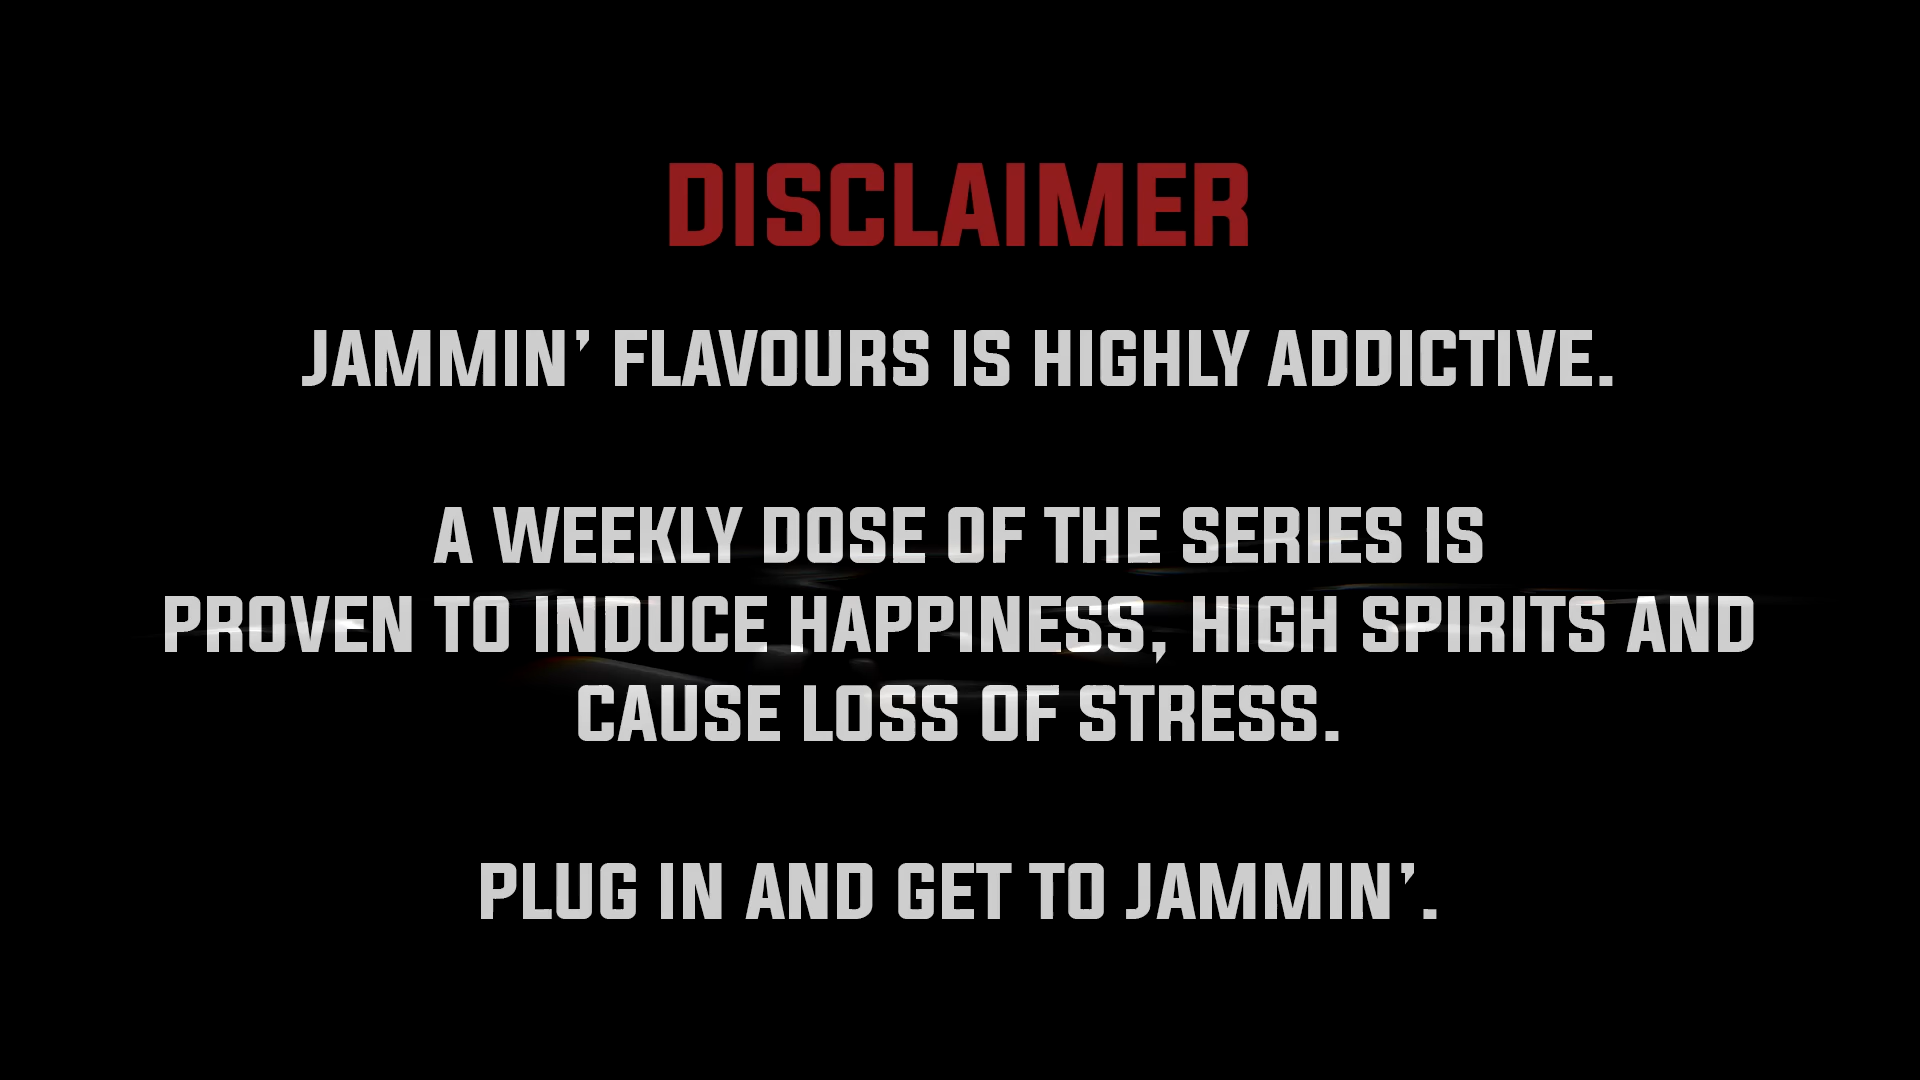 DISCLAIMER
JAMMIN' FLAVOURS IS HIGHLY ADDICTIVE.
A WEEKLY DOSE OF THE SERIES IS
PROVEN TO INDUCE HAPPINESS, HIGH SPIRITS AND
CAUSE LOSS OF STRESS.
PLUG IN AND GET TO JAMMIN'.